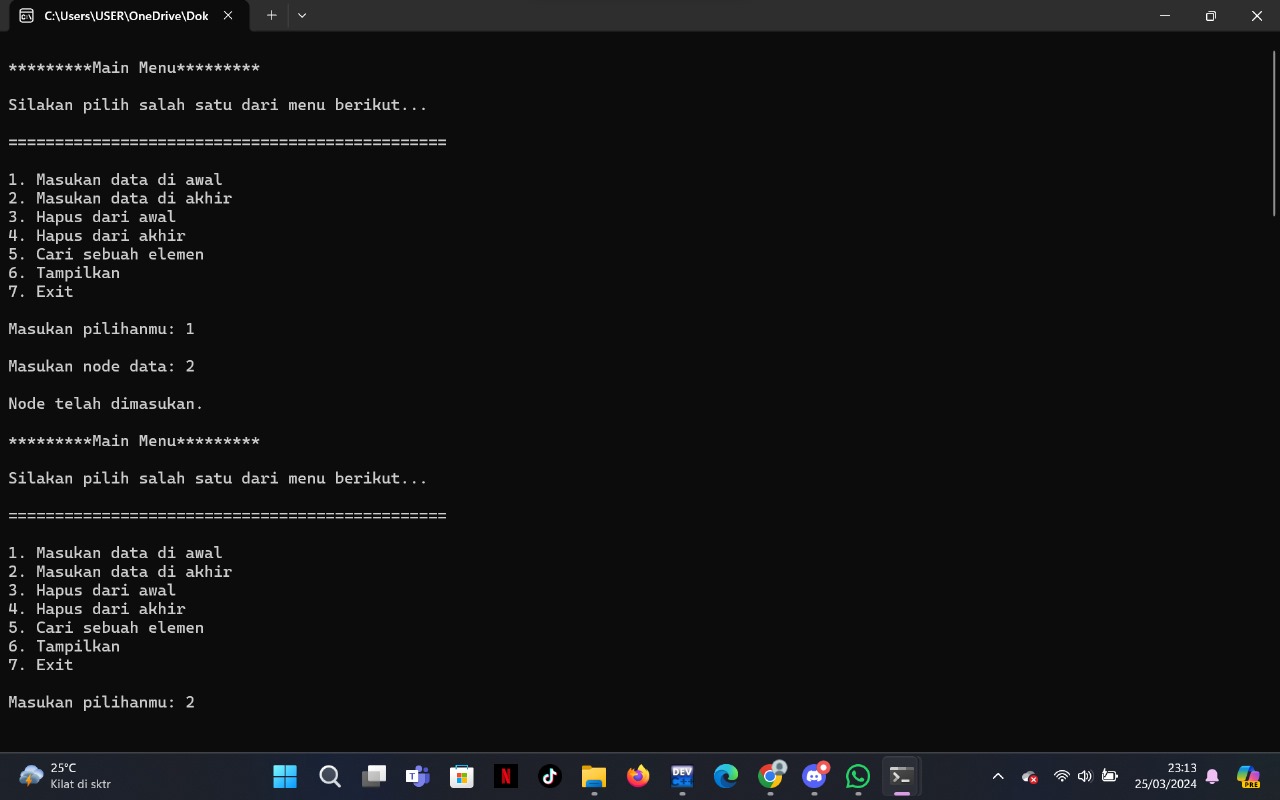 C:\Users\USER\OneDrive\Dok
*********Main Menu*********
Silakan pilih salah satu dari menu berikut...
===============================================
1. Masukan data di awal
2. Masukan data di akhir
3. Hapus dari awal
4. Hapus dari akhir
5. Cari sebuah elemen
6. Tampilkan
7. Exit
Masukan pilihanmu: 1
Masukan node data: 2
Node telah dimasukan.
*********Main Menu*********
Silakan pilih salah satu dari menu berikut...
===============================================
1. Masukan data di awal
2. Masukan data di akhir
3. Hapus dari awal
4. Hapus dari akhir
5. Cari sebuah elemen
6. Tampilkan
7. Exit
Masukan pilihanmu: 2
25°C
Kilat di sktr
DEV
PRE
23:13
25/03/2024